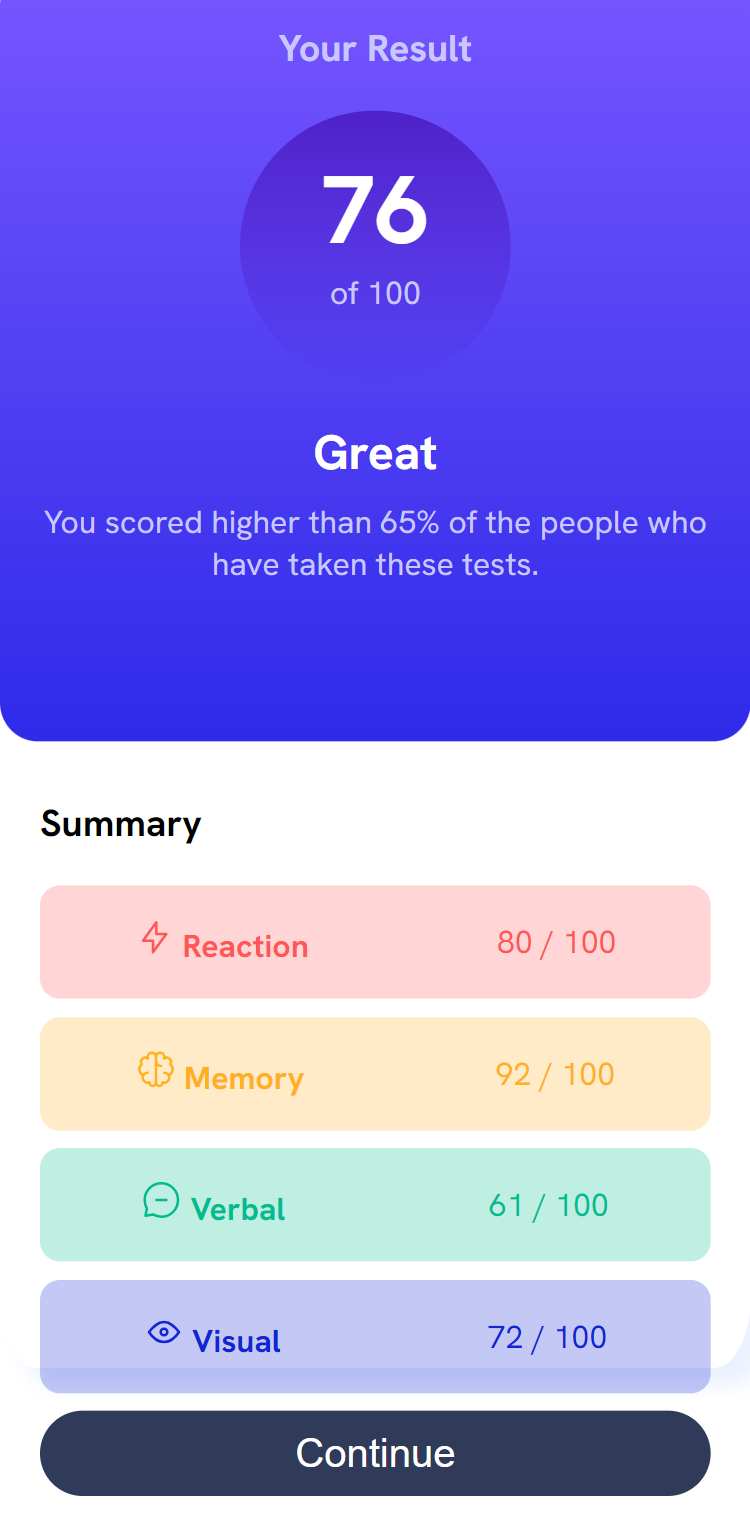 Your Result
76
of 100
Great
You scored higher than 65% of the people who
have taken these tests.
Summary
Reaction 80 / 100
Memory 92 / 100
Verbal 61 / 100
Visual 72 / 100
Continue